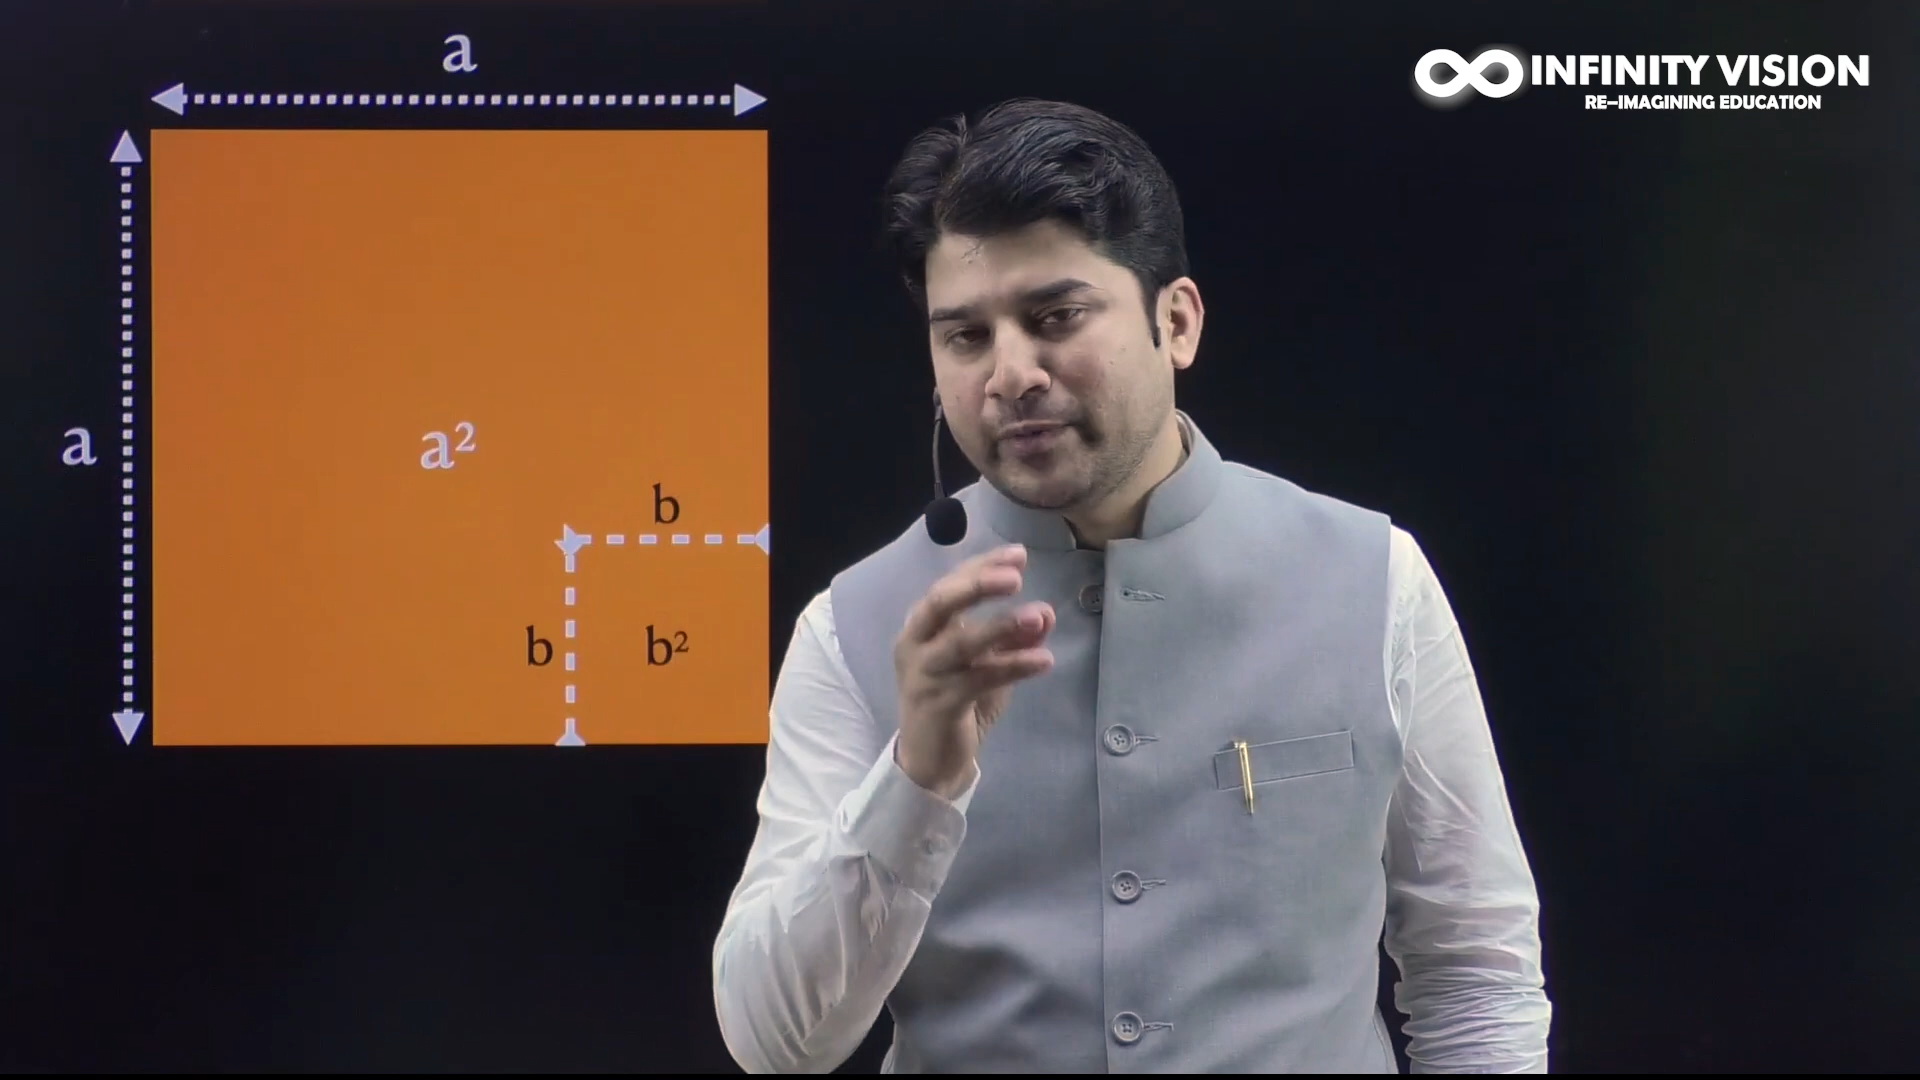 a
INFINITY VISION
RE-IMAGINING EDUCATION
a
a²
b
b
b²